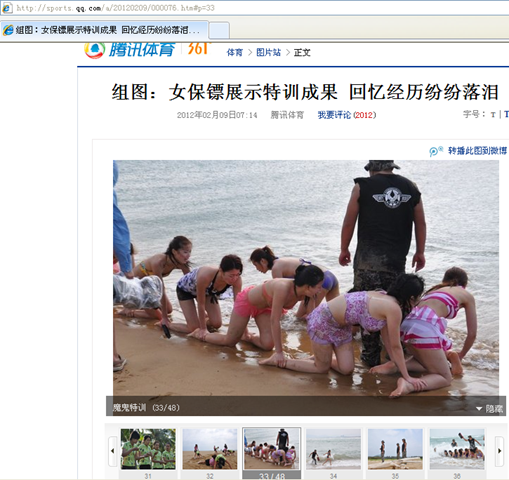 http://sports.qq.com/a/20120209/000076.htm#p=33
组图：女保镖展示特训成果 回忆经历纷纷落泪...
腾讯体育 361° 体育 > 图片站 > 正文
组图：女保镖展示特训成果 回忆经历纷纷落泪
2012年02月09日07:14 腾讯体育 我要评论(2012) 字号：T|T
转播此图到微博
魔鬼特训 (33/48) 隐藏
31 32 33/48 34 35 36